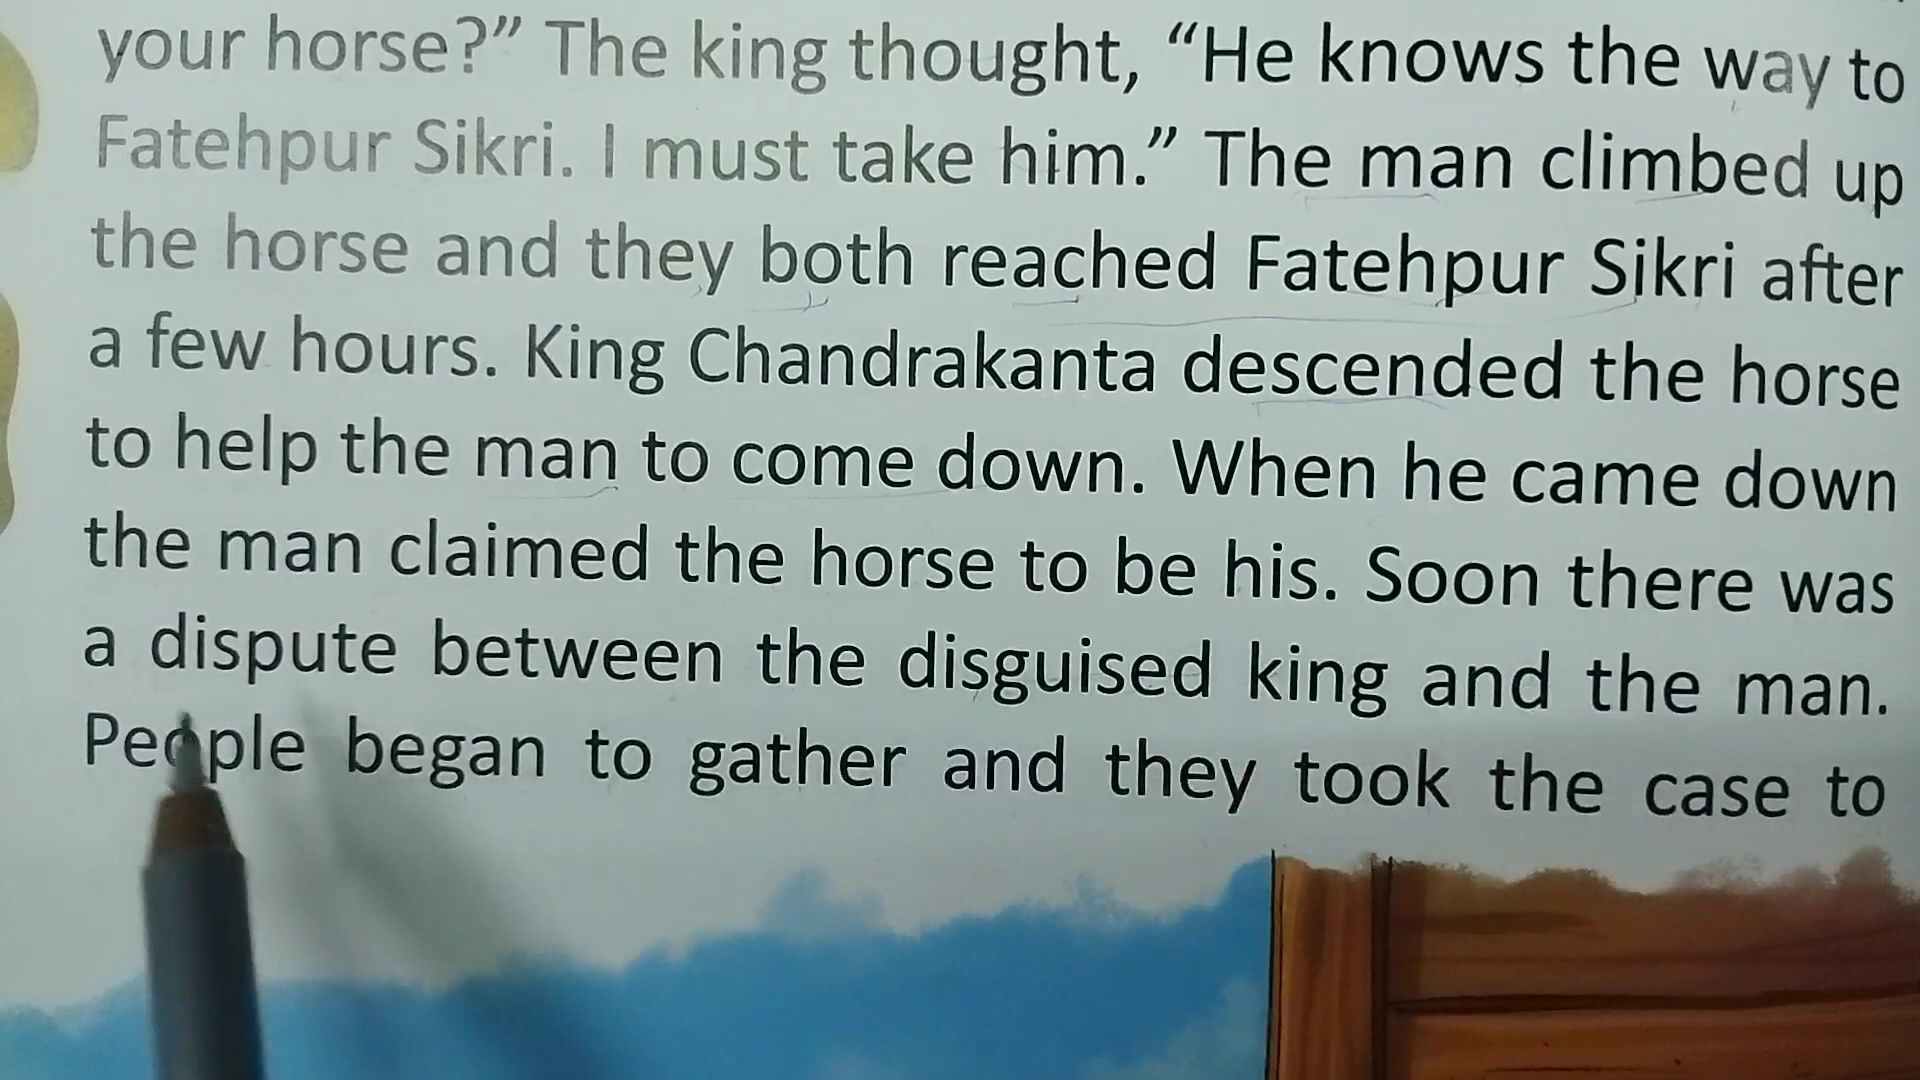 your horse?” The king thought, “He knows the way to
Fatehpur Sikri. I must take him.” The man climbed up
the horse and they both reached Fatehpur Sikri after
a few hours. King Chandrakanta descended the horse
to help the man to come down. When he came down
the man claimed the horse to be his. Soon there was
a dispute between the disguised king and the man.
People began to gather and they took the case to